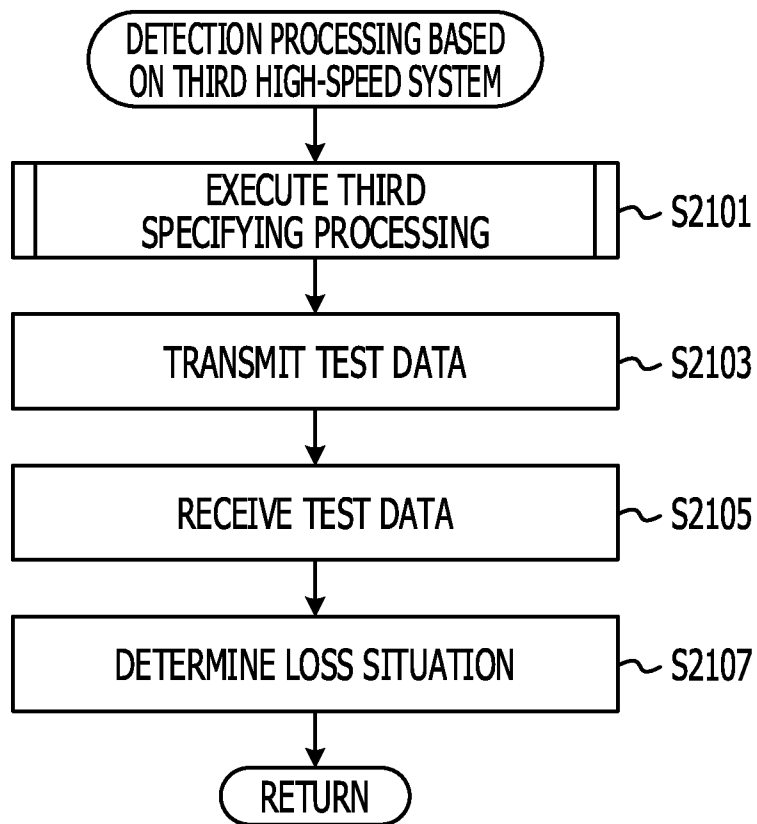 DETECTION PROCESSING BASED
ON THIRD HIGH-SPEED SYSTEM
EXECUTE THIRD
SPECIFYING PROCESSING
S2101
TRANSMIT TEST DATA
S2103
RECEIVE TEST DATA
S2105
DETERMINE LOSS SITUATION
S2107
RETURN